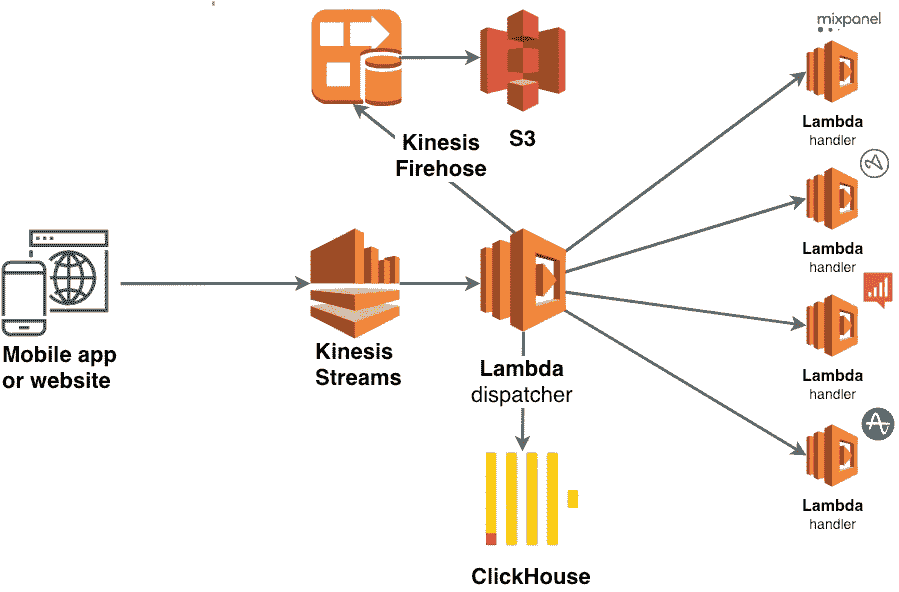 mixpanel
Lambda
handler
Kinesis
Firehose
S3
Lambda
handler
Mobile app
or website
Kinesis
Streams
Lambda
dispatcher
Lambda
handler
Lambda
handler
ClickHouse